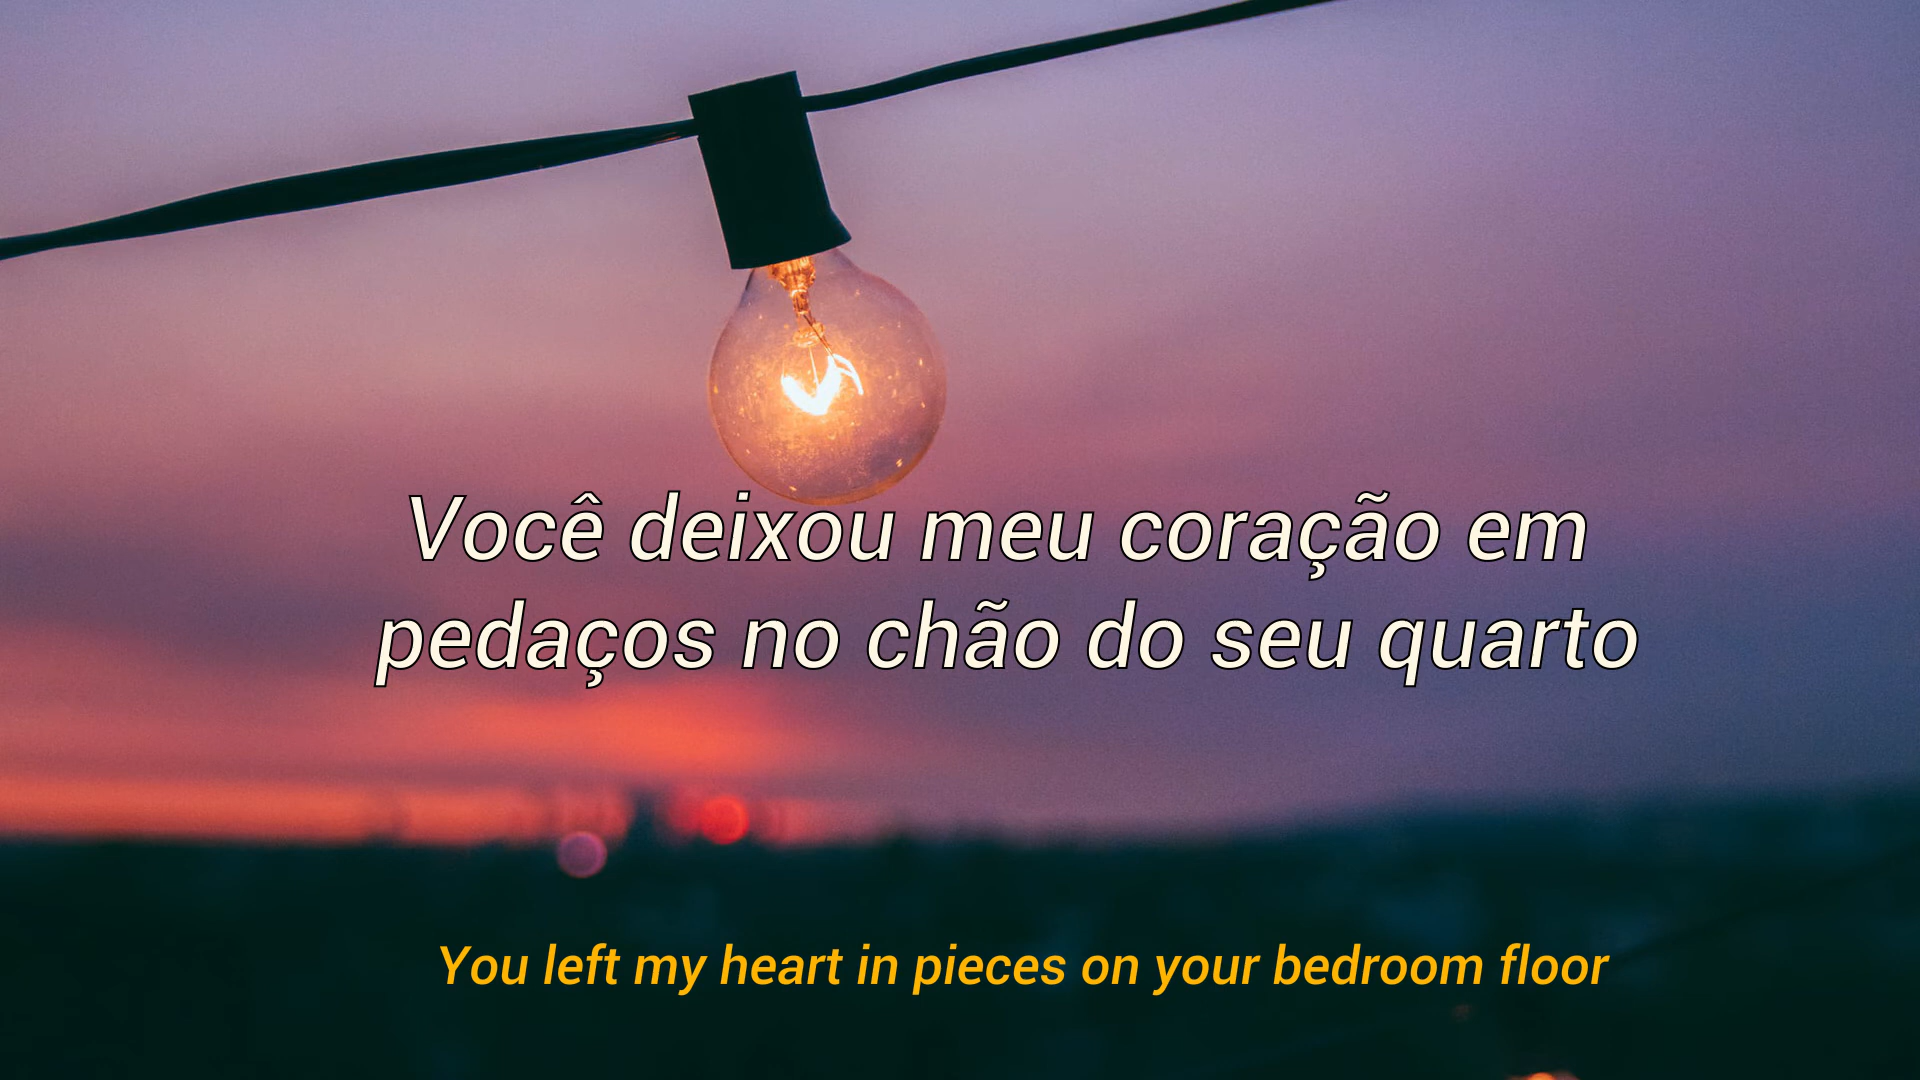 Você deixou meu coração em
pedaços no chão do seu quarto
You left my heart in pieces on your bedroom floor